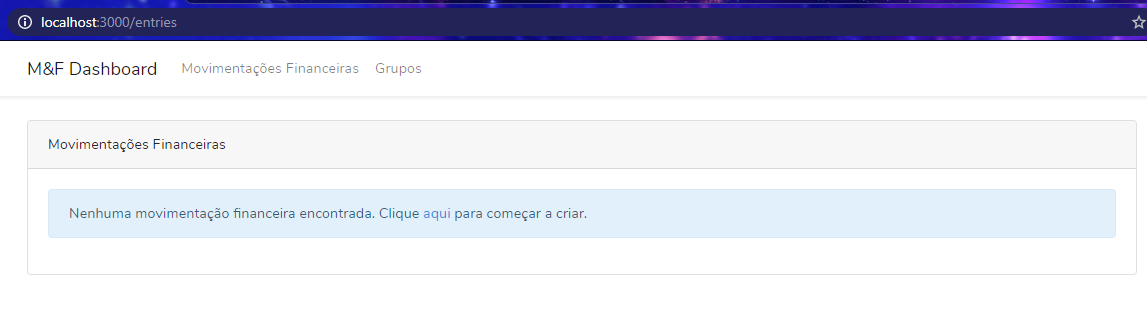 localhost:3000/entries
M&F Dashboard Movimentações Financeiras Grupos
Movimentações Financeiras
Nenhuma movimentação financeira encontrada. Clique aqui para começar a criar.